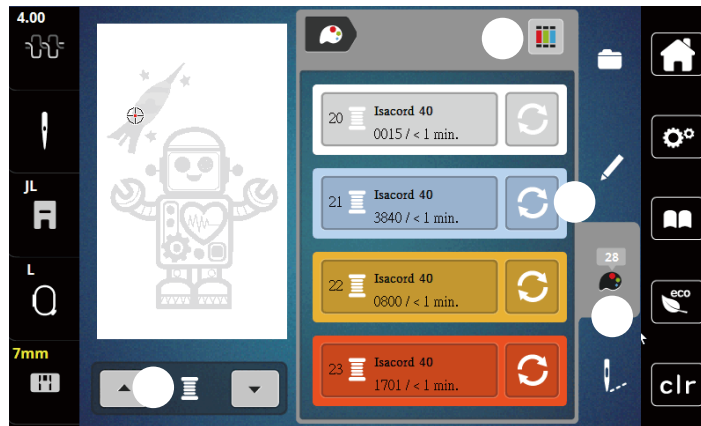 4.00
JL
L
7mm
20 Isacord 40
0015 / < 1 min.
21 Isacord 40
3840 / < 1 min.
22 Isacord 40
0800 / < 1 min.
23 Isacord 40
1701 / < 1 min.
28
eco
clr